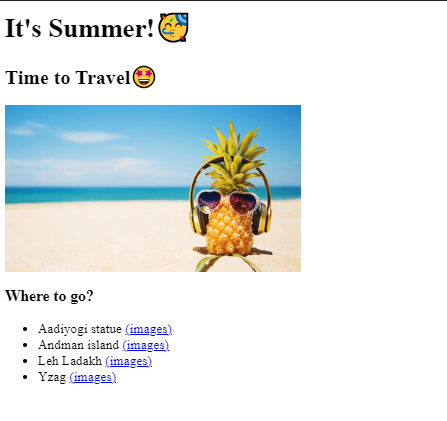 It's Summer!🥳
Time to Travel🤩
Where to go?
• Aadiyogi statue (images)
• Andman island (images)
• Leh Ladakh (images)
• Yzag (images)